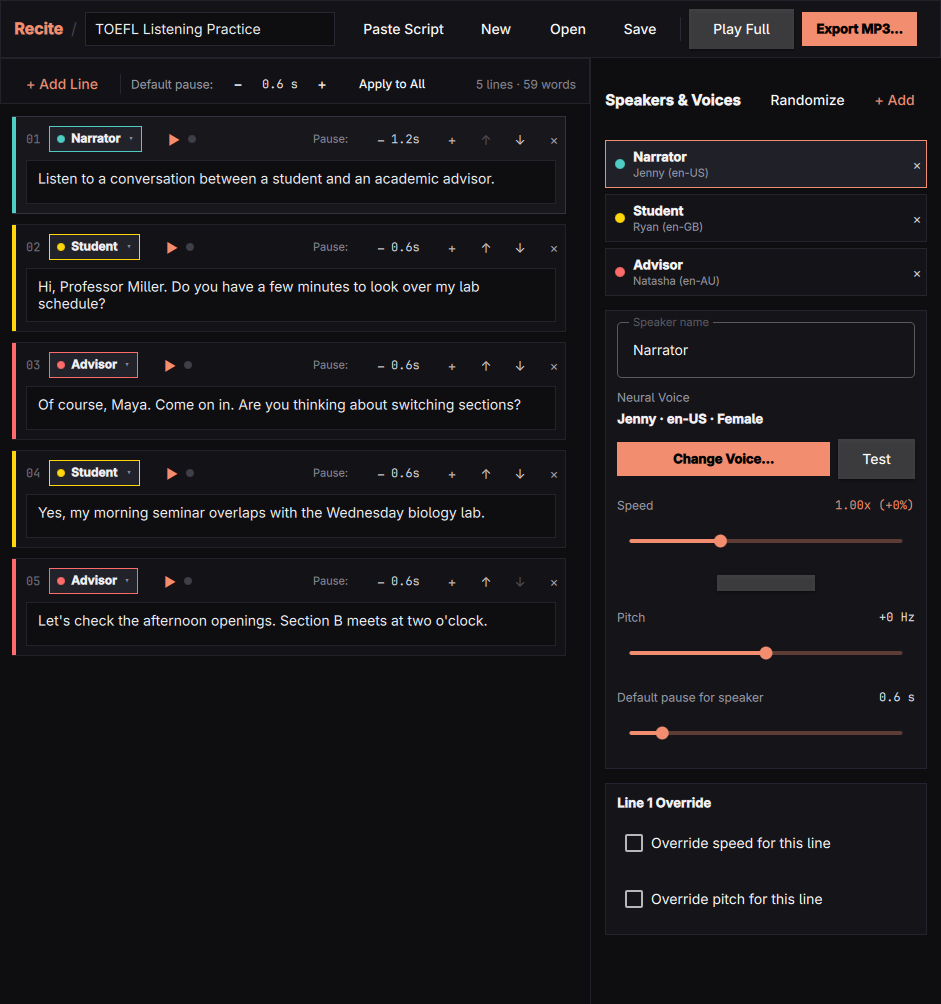 Recite / TOEFL Listening Practice Paste Script New Open Save Play Full Export MP3...
+ Add Line Default pause: − 0.6 s + Apply to All 5 lines · 59 words
01 Narrator Pause: − 1.2s + ↑ ↓ ×
Listen to a conversation between a student and an academic advisor.
02 Student Pause: − 0.6s + ↑ ↓ ×
Hi, Professor Miller. Do you have a few minutes to look over my lab
schedule?
03 Advisor Pause: − 0.6s + ↑ ↓ ×
Of course, Maya. Come on in. Are you thinking about switching sections?
04 Student Pause: − 0.6s + ↑ ↓ ×
Yes, my morning seminar overlaps with the Wednesday biology lab.
05 Advisor Pause: − 0.6s + ↑ ↓ ×
Let's check the afternoon openings. Section B meets at two o'clock.
Speakers & Voices Randomize + Add
Narrator ×
Jenny (en-US)
Student ×
Ryan (en-GB)
Advisor ×
Natasha (en-AU)
Speaker name
Narrator
Neural Voice
Jenny · en-US · Female
Change Voice... Test
Speed 1.00x (+0%)
Pitch +0 Hz
Default pause for speaker 0.6 s
Line 1 Override
Override speed for this line
Override pitch for this line